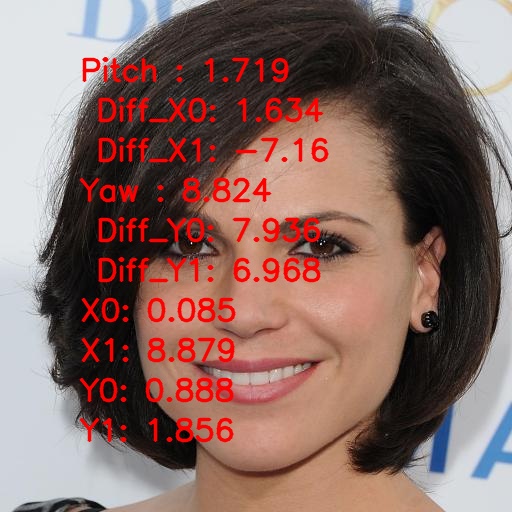 Pitch : 1.719
Diff_X0: 1.634
Diff_X1: -7.16
Yaw : 8.824
Diff_Y0: 7.936
Diff_Y1: 6.968
X0: 0.085
X1: 8.879
Y0: 0.888
Y1: 1.856